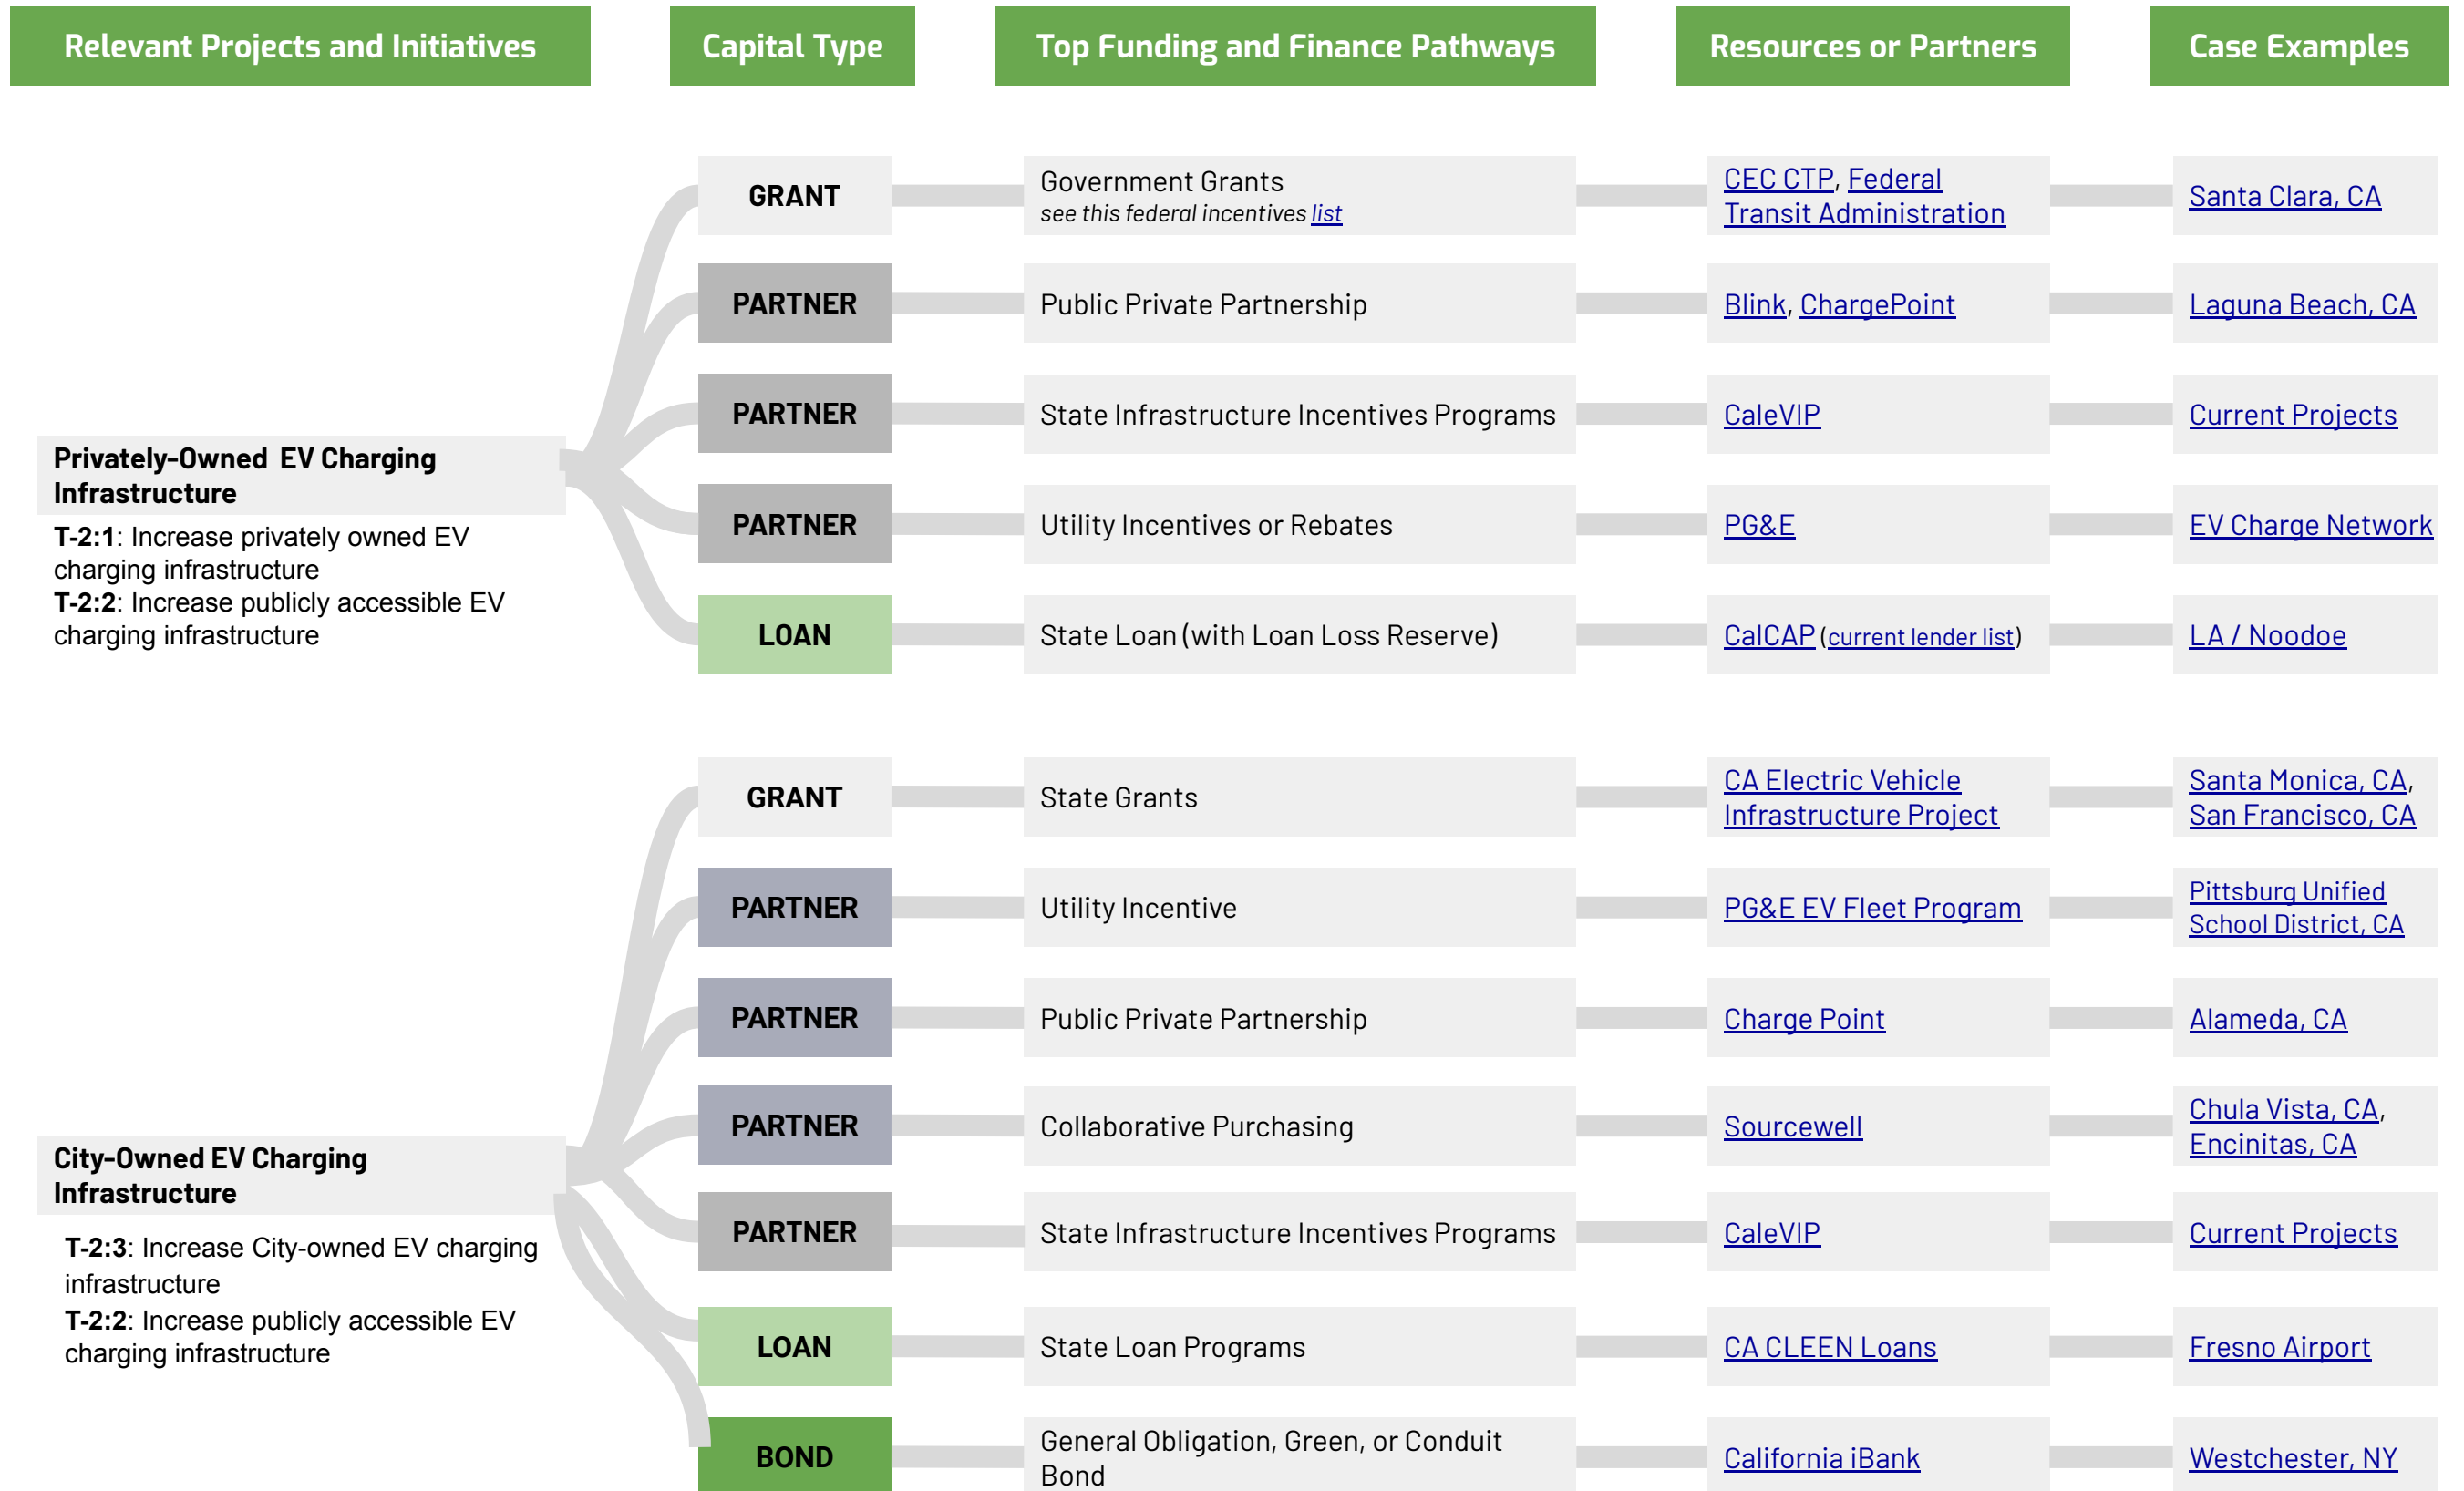 Relevant Projects and Initiatives
Capital Type
Top Funding and Finance Pathways
Resources or Partners
Case Examples
Privately-Owned EV Charging
Infrastructure
T-2:1: Increase privately owned EV
charging infrastructure
T-2:2: Increase publicly accessible EV
charging infrastructure
GRANT
Government Grants
see this federal incentives list
CEC CTP, Federal
Transit Administration
Santa Clara, CA
PARTNER
Public Private Partnership
Blink, ChargePoint
Laguna Beach, CA
PARTNER
State Infrastructure Incentives Programs
CaleVIP
Current Projects
PARTNER
Utility Incentives or Rebates
PG&E
EV Charge Network
LOAN
State Loan (with Loan Loss Reserve)
CalCAP (current lender list)
LA / Noodoe
City-Owned EV Charging
Infrastructure
T-2:3: Increase City-owned EV charging
infrastructure
T-2:2: Increase publicly accessible EV
charging infrastructure
GRANT
State Grants
CA Electric Vehicle
Infrastructure Project
Santa Monica, CA,
San Francisco, CA
PARTNER
Utility Incentive
PG&E EV Fleet Program
Pittsburg Unified
School District, CA
PARTNER
Public Private Partnership
Charge Point
Alameda, CA
PARTNER
Collaborative Purchasing
Sourcewell
Chula Vista, CA,
Encinitas, CA
PARTNER
State Infrastructure Incentives Programs
CaleVIP
Current Projects
LOAN
State Loan Programs
CA CLEEN Loans
Fresno Airport
BOND
General Obligation, Green, or Conduit
Bond
California iBank
Westchester, NY